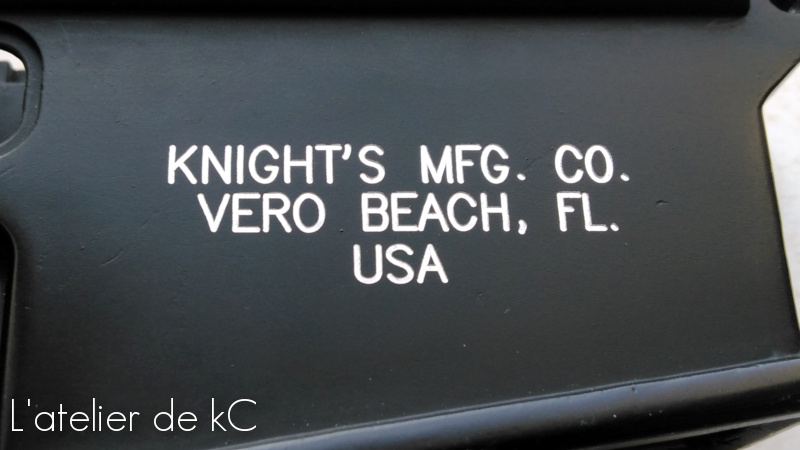 KNIGHT'S MFG. CO.
VERO BEACH, FL.
USA
L'atelier de kC